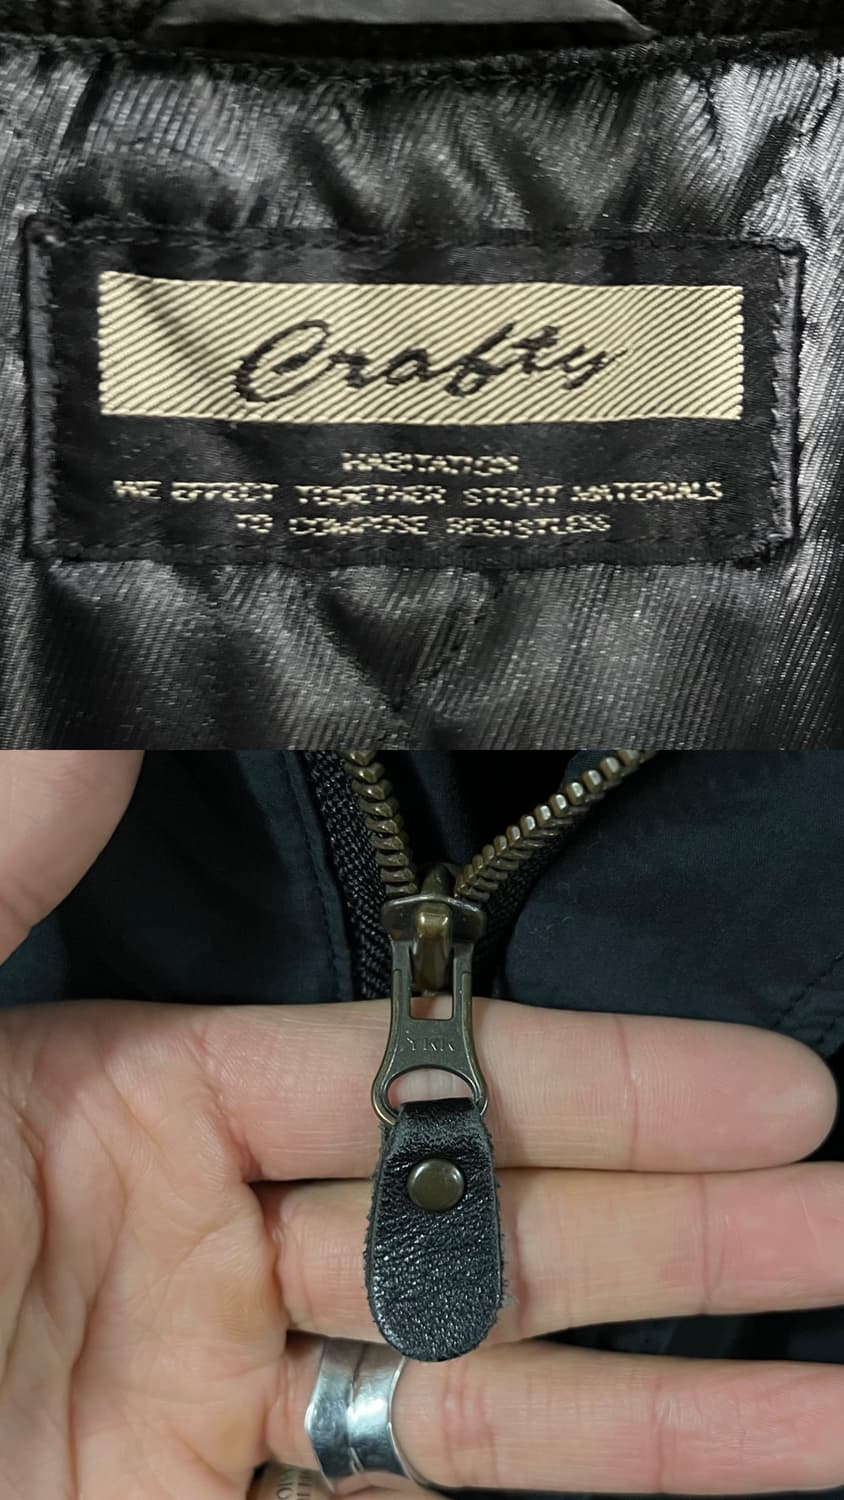 Crafty
HABITATION
WE EFFECT TOGETHER STOUT MATERIALS
TO COMPOSE RESISTLESS
YKK